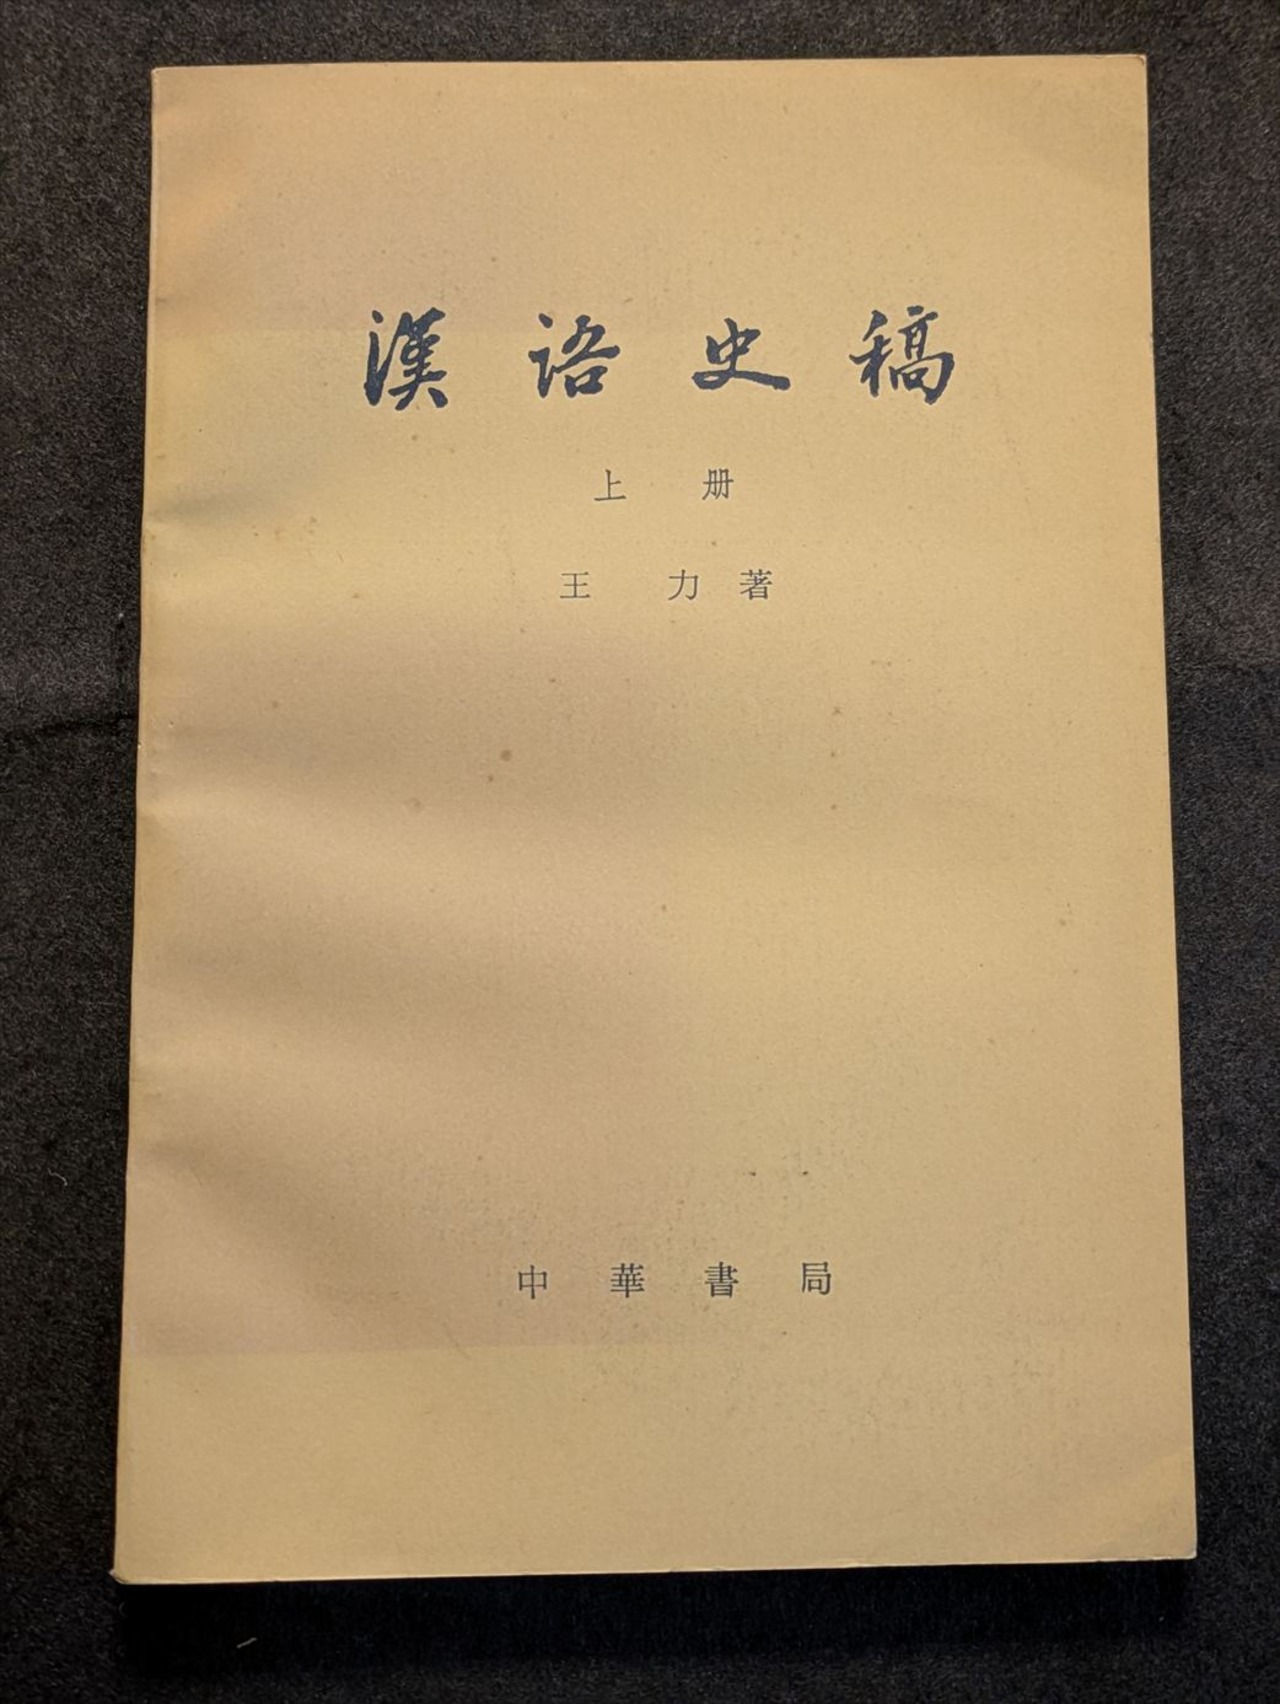 漢语史稿
上册
王力著
中華書局